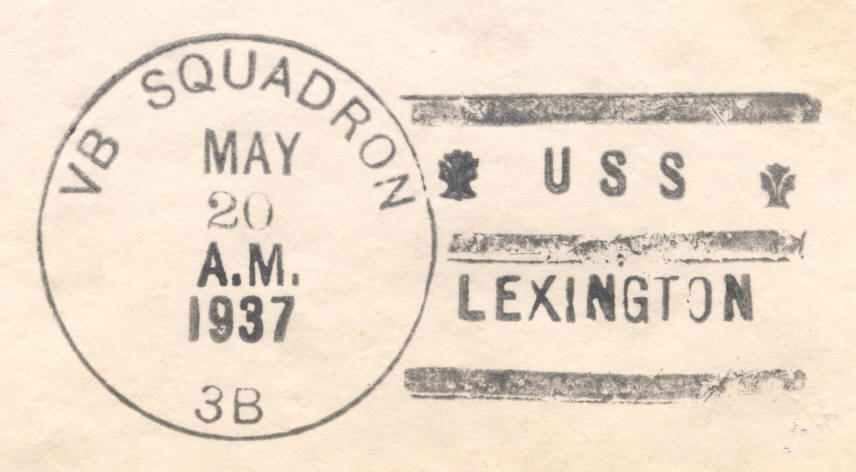 VB SQUADRON
MAY
20
A.M.
1937
3B
USS
LEXINGTON